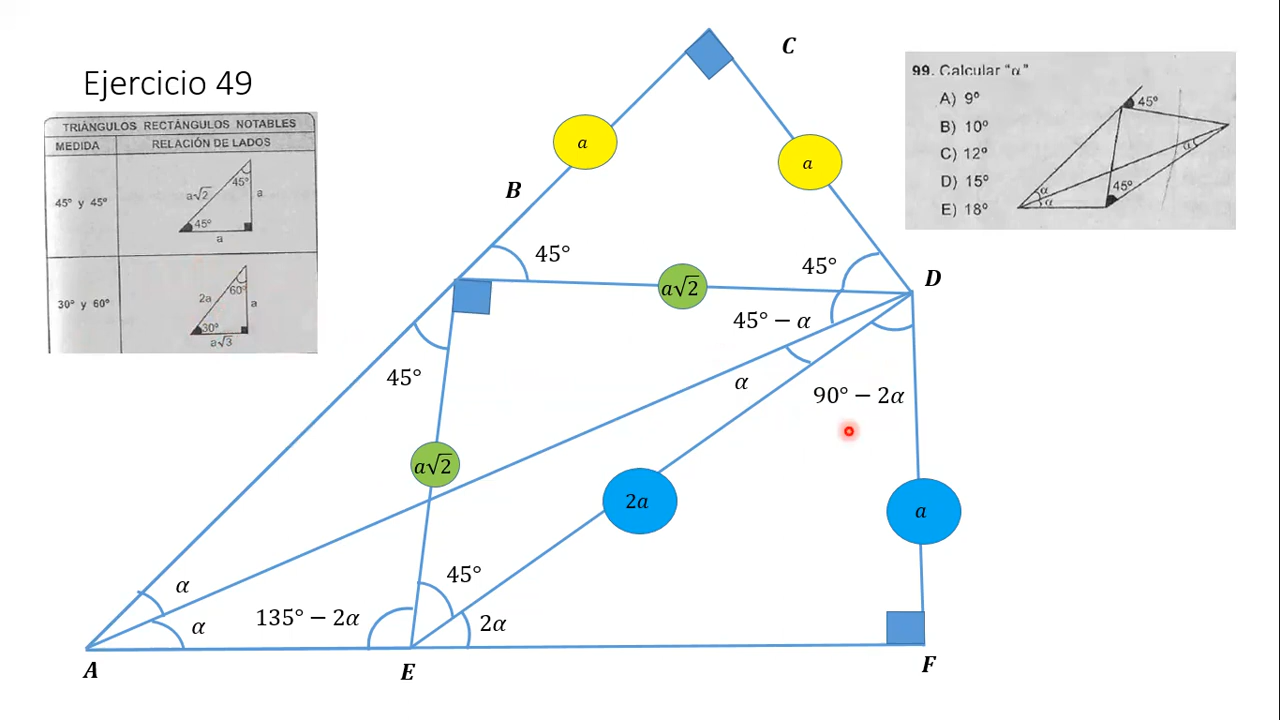 Ejercicio 49
TRIÁNGULOS RECTÁNGULOS NOTABLES
MEDIDA
RELACIÓN DE LADOS
45° y 45°
a√2
45°
a
45°
a
30° y 60°
2a
60°
a
30°
a√3
99. Calcular "α"
A) 9°
B) 10°
C) 12°
D) 15°
E) 18°
45°
α
45°
α
α
C
a
a
B
45°
45°
D
a√2
45° − α
45°
α
90° − 2α
a√2
2a
a
α
45°
α
135° − 2α
2α
A
E
F